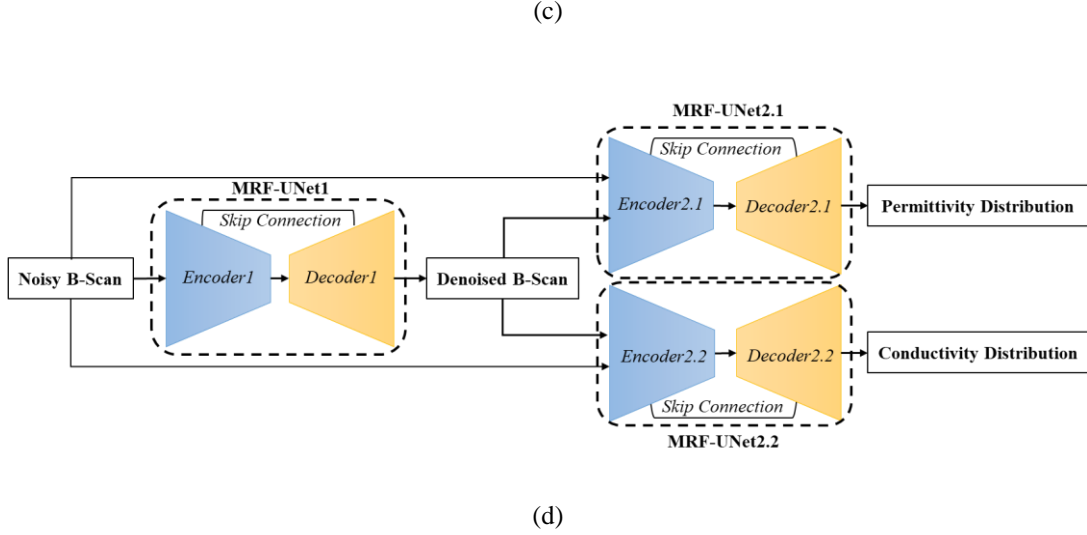 (c)
MRF-UNet2.1
Skip Connection
Encoder2.1
Decoder2.1
Permittivity Distribution
MRF-UNet1
Skip Connection
Noisy B-Scan
Encoder1
Decoder1
Denoised B-Scan
Encoder2.2
Decoder2.2
Conductivity Distribution
Skip Connection
MRF-UNet2.2
(d)